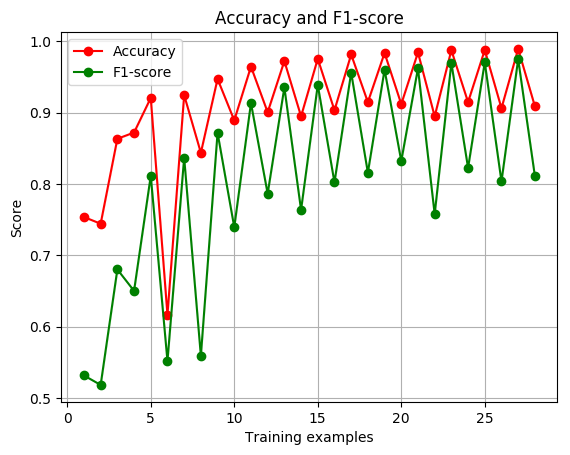 Accuracy and F1-score
Accuracy
F1-score
1.0
0.9
0.8
0.7
0.6
0.5
Score
0 5 10 15 20 25
Training examples